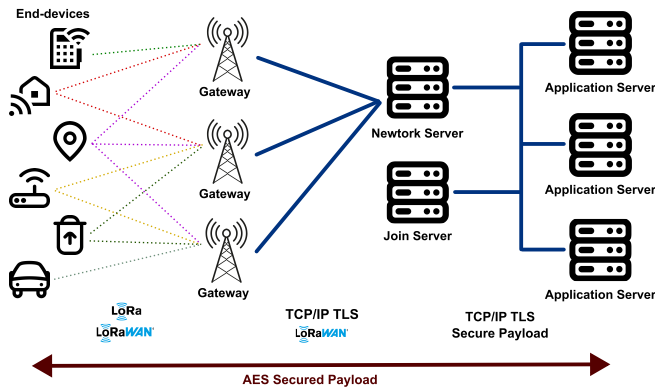 End-devices
Gateway
Gateway
Gateway
Newtork Server
Join Server
Application Server
Application Server
Application Server
LoRa
LoRaWAN
TCP/IP TLS
LoRaWAN
TCP/IP TLS
Secure Payload
AES Secured Payload